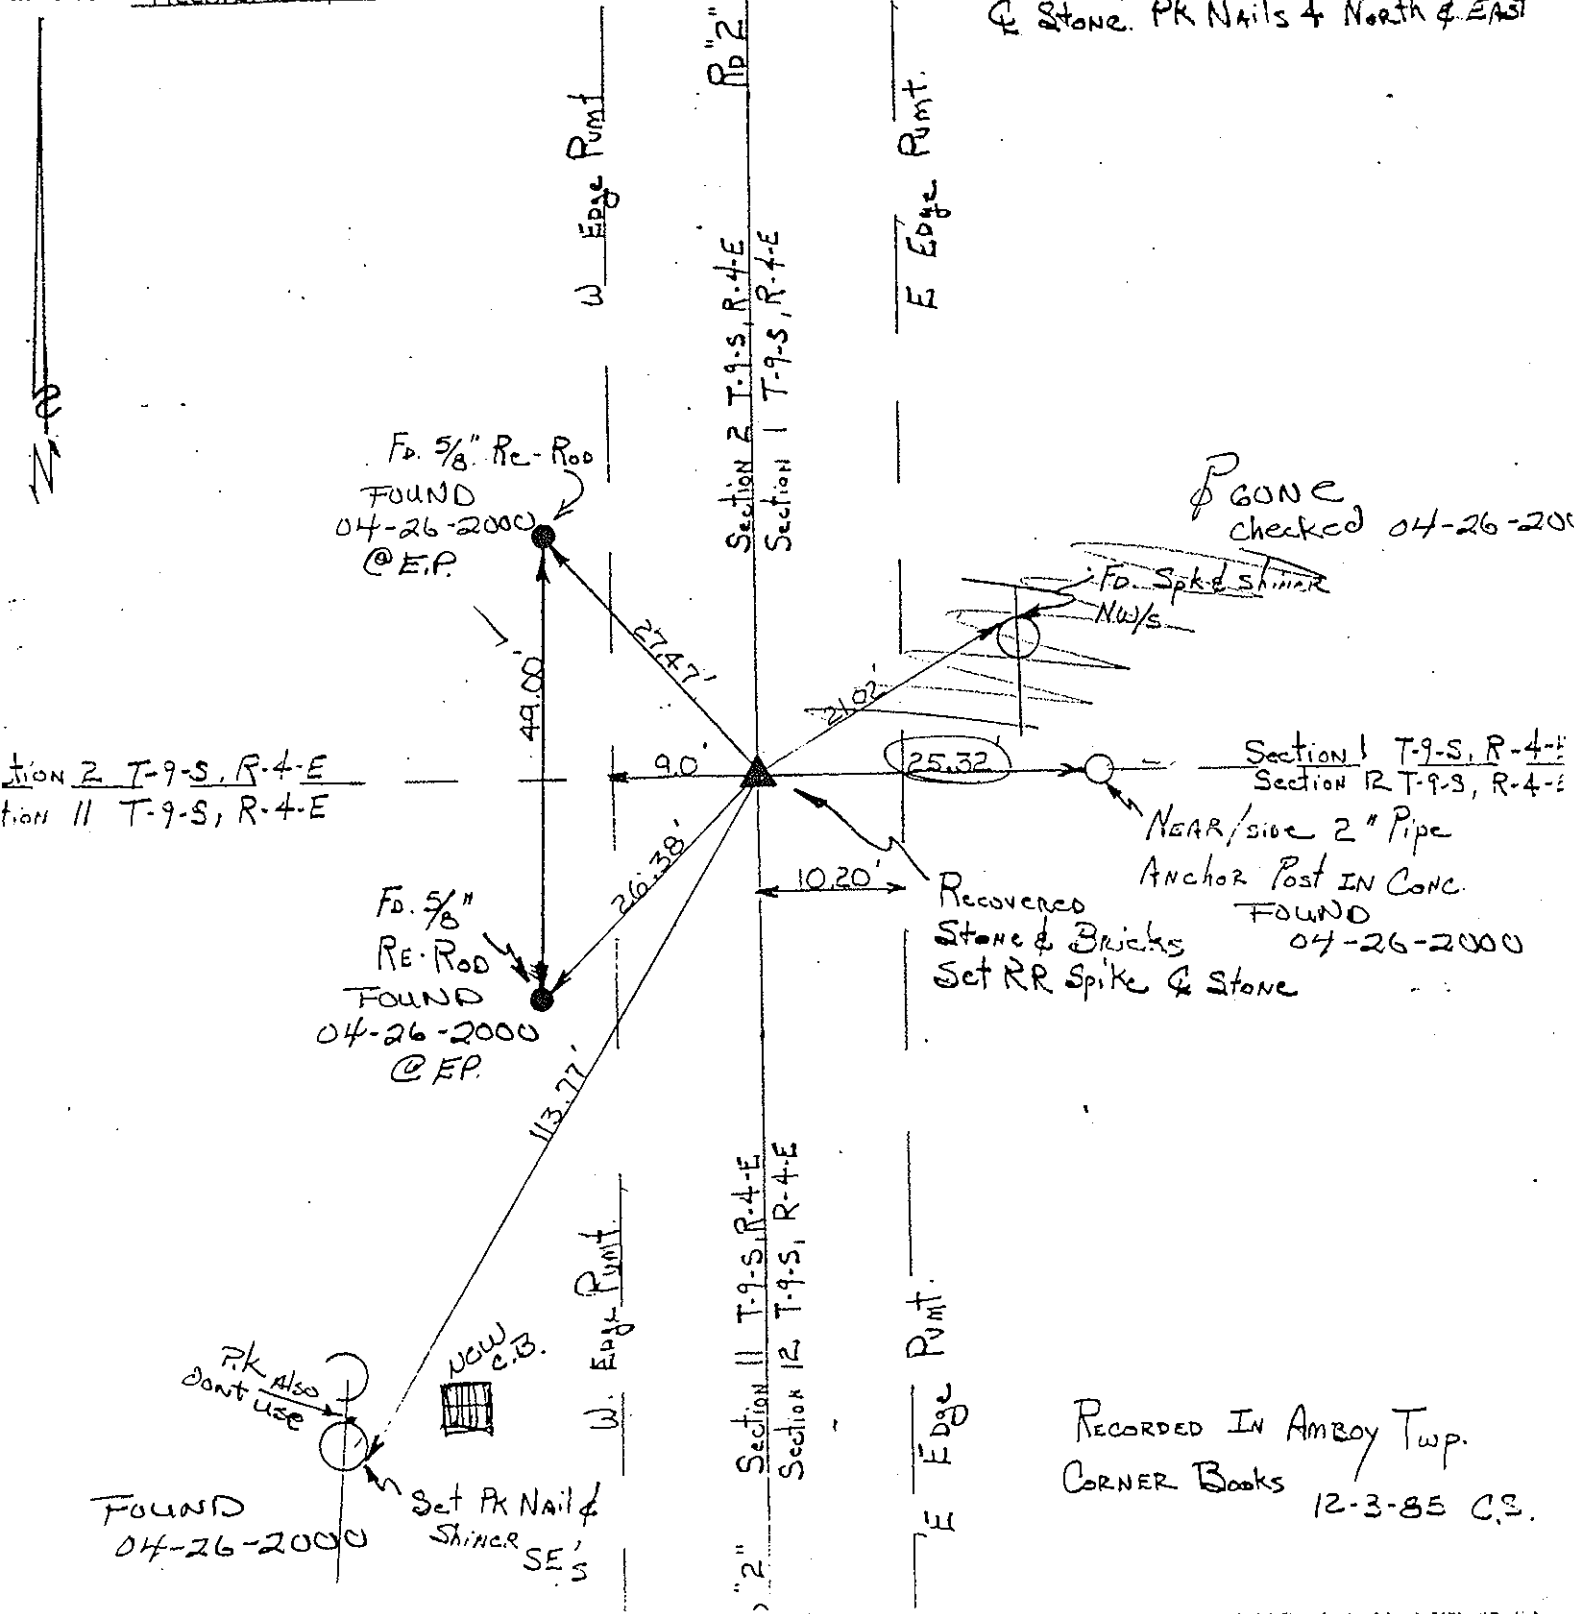 ℄ Stone. PK Nails 4 North & EAST
RD "2"
W Edge Pvmt
E Edge Pvmt.
Section 2 T-9-S, R-4-E
Section 1 T-9-S, R-4-E
N
FD. 5/8" Re-Rod
FOUND
04-26-2000
@ E.P.
GONE
checked 04-26-200
FD. Spk & shiner
NW/s
27.47'
21.02'
49.00'
9.0'
25.32'
tion 2 T-9-S, R-4-E
tion 11 T-9-S, R-4-E
Section 1 T-9-S, R-4-E
Section 12 T-9-S, R-4-E
NEAR/side 2" Pipe
Anchor Post IN Conc.
FOUND
04-26-2000
26.38'
10.20'
Recovered
Stone & Bricks
Set RR Spike ℄ Stone
FD. 5/8"
RE-ROD
FOUND
04-26-2000
@ EP.
113.77'
Section 11 T-9-S, R-4-E
Section 12 T-9-S, R-4-E
W. Edge Pvmt.
E Edge Pvmt.
P.K Also
dont use
NOW
C.B.
Set PK Nail &
Shiner
SE's
FOUND
04-26-2000
Recorded In Amboy Twp.
Corner Books
12-3-85 C.S.
"2"